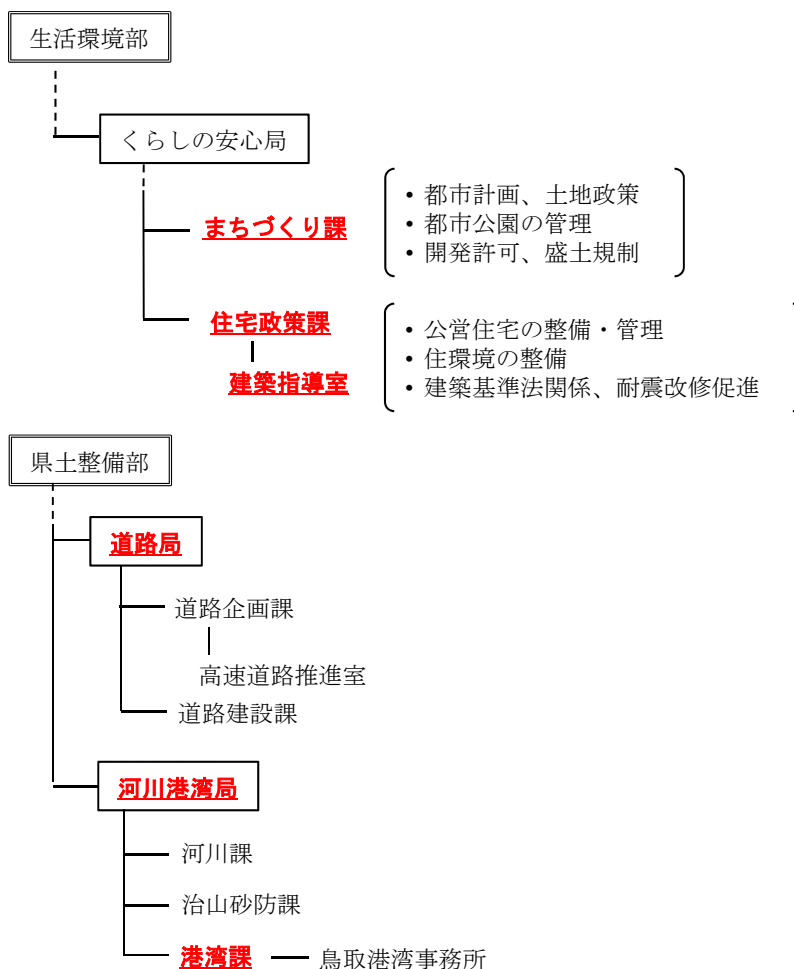 生活環境部
くらしの安心局
まちづくり課
・都市計画、土地政策
・都市公園の管理
・開発許可、盛土規制
住宅政策課
建築指導室
・公営住宅の整備・管理
・住環境の整備
・建築基準法関係、耐震改修促進
県土整備部
道路局
道路企画課
高速道路推進室
道路建設課
河川港湾局
河川課
治山砂防課
港湾課
鳥取港湾事務所